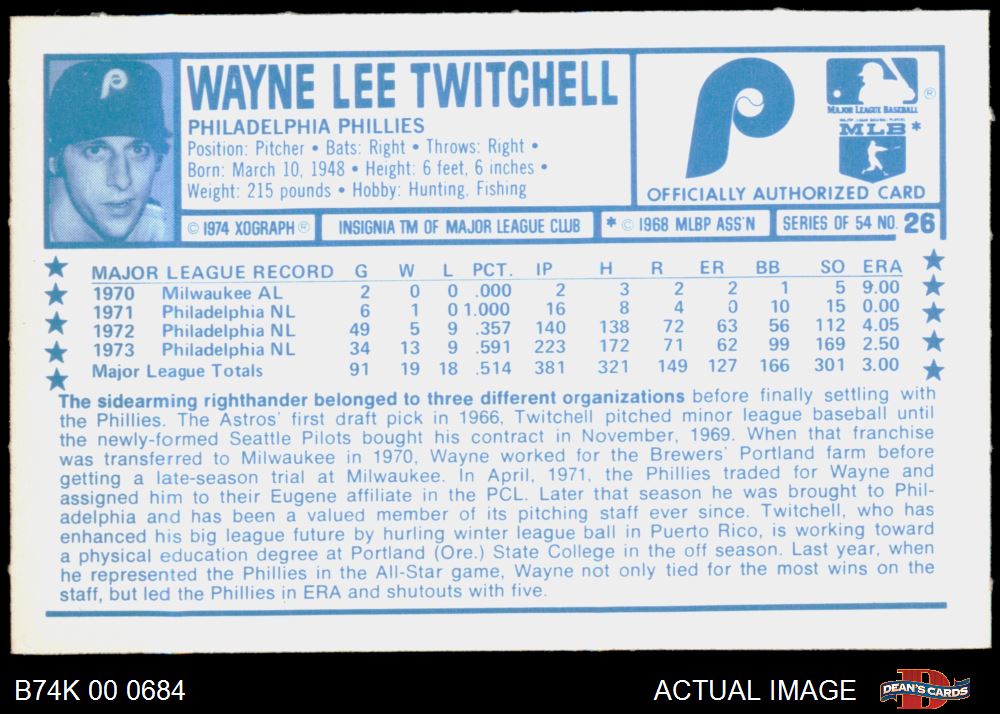 WAYNE LEE TWITCHELL
PHILADELPHIA PHILLIES
Position: Pitcher • Bats: Right • Throws: Right •
Born: March 10, 1948 • Height: 6 feet, 6 inches •
Weight: 215 pounds • Hobby: Hunting, Fishing
P
P
MAJOR LEAGUE BASEBALL ®
MLB *
OFFICIALLY AUTHORIZED CARD
© 1974 XOGRAPH ® INSIGNIA TM OF MAJOR LEAGUE CLUB * © 1968 MLBP ASS'N SERIES OF 54 NO. 26
MAJOR LEAGUE RECORD G W L PCT. IP H R ER BB SO ERA
1970 Milwaukee AL 2 0 0 .000 2 3 2 2 1 5 9.00
1971 Philadelphia NL 6 1 0 1.000 16 8 4 0 10 15 0.00
1972 Philadelphia NL 49 5 9 .357 140 138 72 63 56 112 4.05
1973 Philadelphia NL 34 13 9 .591 223 172 71 62 99 169 2.50
Major League Totals 91 19 18 .514 381 321 149 127 166 301 3.00
The sidearming righthander belonged to three different organizations before finally settling with
the Phillies. The Astros' first draft pick in 1966, Twitchell pitched minor league baseball until
the newly-formed Seattle Pilots bought his contract in November, 1969. When that franchise
was transferred to Milwaukee in 1970, Wayne worked for the Brewers' Portland farm before
getting a late-season trial at Milwaukee. In April, 1971, the Phillies traded for Wayne and
assigned him to their Eugene affiliate in the PCL. Later that season he was brought to Phil-
adelphia and has been a valued member of its pitching staff ever since. Twitchell, who has
enhanced his big league future by hurling winter league ball in Puerto Rico, is working toward
a physical education degree at Portland (Ore.) State College in the off season. Last year, when
he represented the Phillies in the All-Star game, Wayne not only tied for the most wins on the
staff, but led the Phillies in ERA and shutouts with five.
B74K 00 0684
ACTUAL IMAGE
DEAN'S CARDS